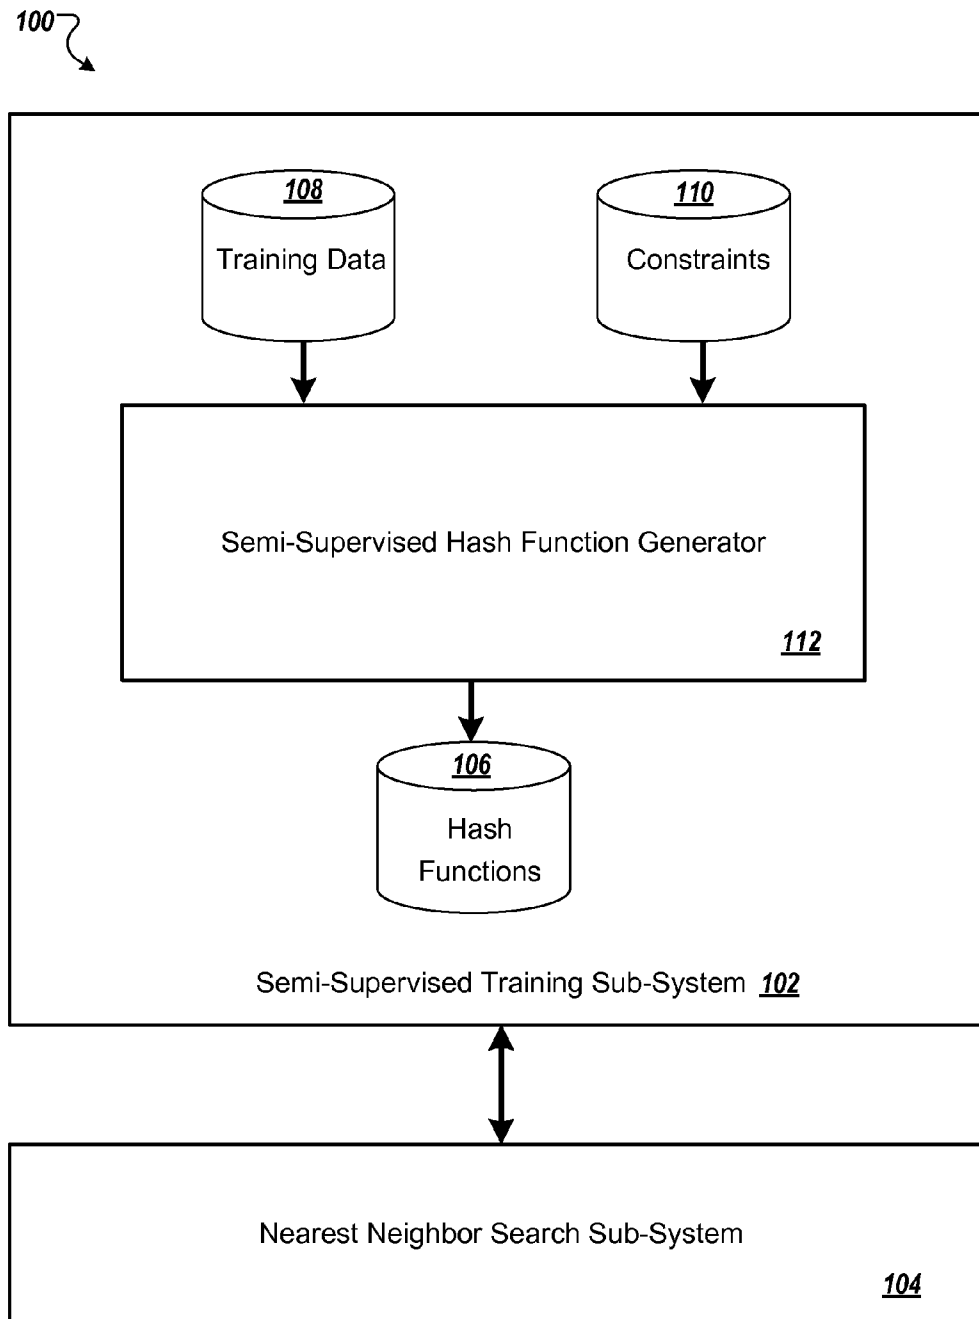 100
108
Training Data
110
Constraints
Semi-Supervised Hash Function Generator
112
106
Hash
Functions
Semi-Supervised Training Sub-System 102
Nearest Neighbor Search Sub-System
104